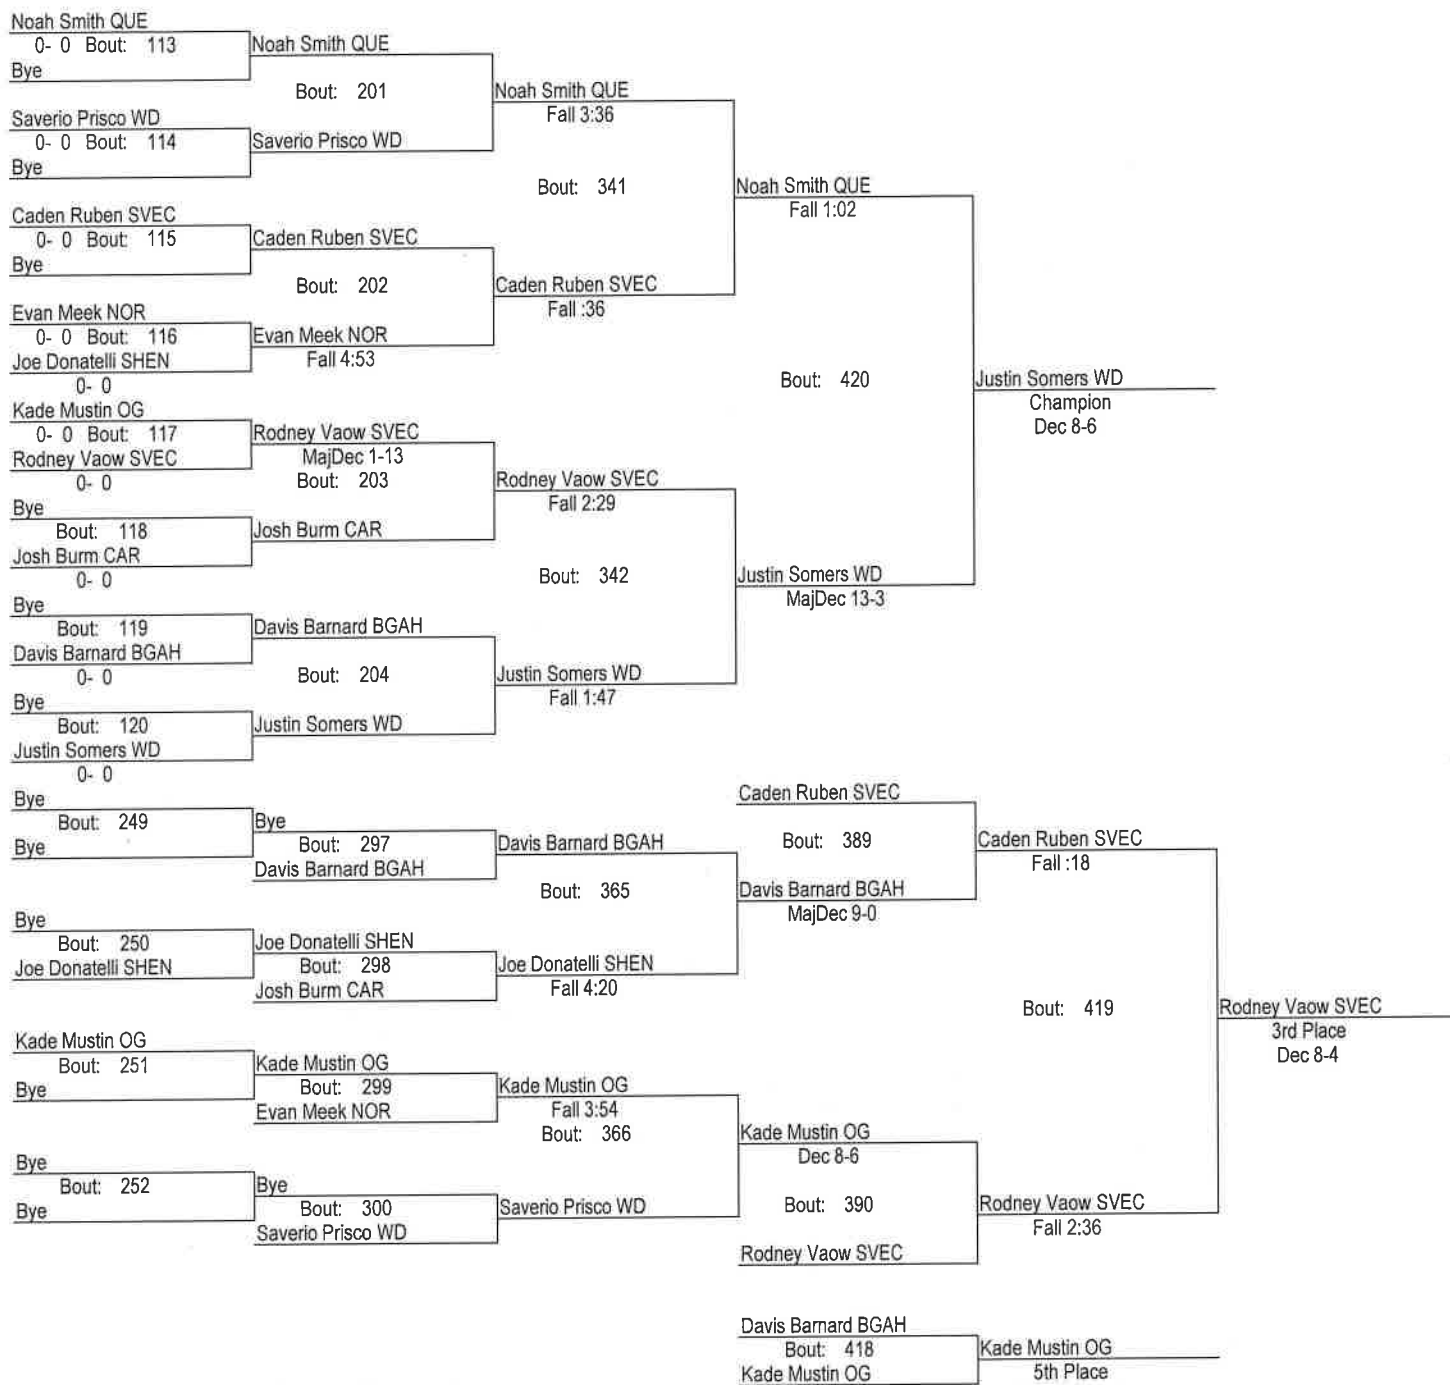 Noah Smith QUE
0- 0 Bout: 113
Bye
Noah Smith QUE
Bout: 201
Saverio Prisco WD
0- 0 Bout: 114
Bye
Saverio Prisco WD
Noah Smith QUE
Fall 3:36
Bout: 341
Caden Ruben SVEC
0- 0 Bout: 115
Bye
Caden Ruben SVEC
Bout: 202
Evan Meek NOR
0- 0 Bout: 116
Joe Donatelli SHEN
0- 0
Evan Meek NOR
Fall 4:53
Caden Ruben SVEC
Fall :36
Noah Smith QUE
Fall 1:02
Bout: 420
Kade Mustin OG
0- 0 Bout: 117
Rodney Vaow SVEC
0- 0
Rodney Vaow SVEC
MajDec 1-13
Bout: 203
Bye
Bout: 118
Josh Burm CAR
0- 0
Josh Burm CAR
Rodney Vaow SVEC
Fall 2:29
Bout: 342
Bye
Bout: 119
Davis Barnard BGAH
0- 0
Davis Barnard BGAH
Bout: 204
Bye
Bout: 120
Justin Somers WD
0- 0
Justin Somers WD
Justin Somers WD
Fall 1:47
Justin Somers WD
MajDec 13-3
Justin Somers WD
Champion
Dec 8-6
Bye
Bout: 249
Bye
Bye
Bout: 297
Davis Barnard BGAH
Davis Barnard BGAH
Bout: 365
Bye
Bout: 250
Joe Donatelli SHEN
Joe Donatelli SHEN
Bout: 298
Josh Burm CAR
Joe Donatelli SHEN
Fall 4:20
Caden Ruben SVEC
Bout: 389
Davis Barnard BGAH
MajDec 9-0
Caden Ruben SVEC
Fall :18
Bout: 419
Kade Mustin OG
Bout: 251
Bye
Kade Mustin OG
Bout: 299
Evan Meek NOR
Kade Mustin OG
Fall 3:54
Bout: 366
Bye
Bout: 252
Bye
Bye
Bout: 300
Saverio Prisco WD
Saverio Prisco WD
Kade Mustin OG
Dec 8-6
Bout: 390
Rodney Vaow SVEC
Rodney Vaow SVEC
Fall 2:36
Rodney Vaow SVEC
3rd Place
Dec 8-4
Davis Barnard BGAH
Bout: 418
Kade Mustin OG
Kade Mustin OG
5th Place